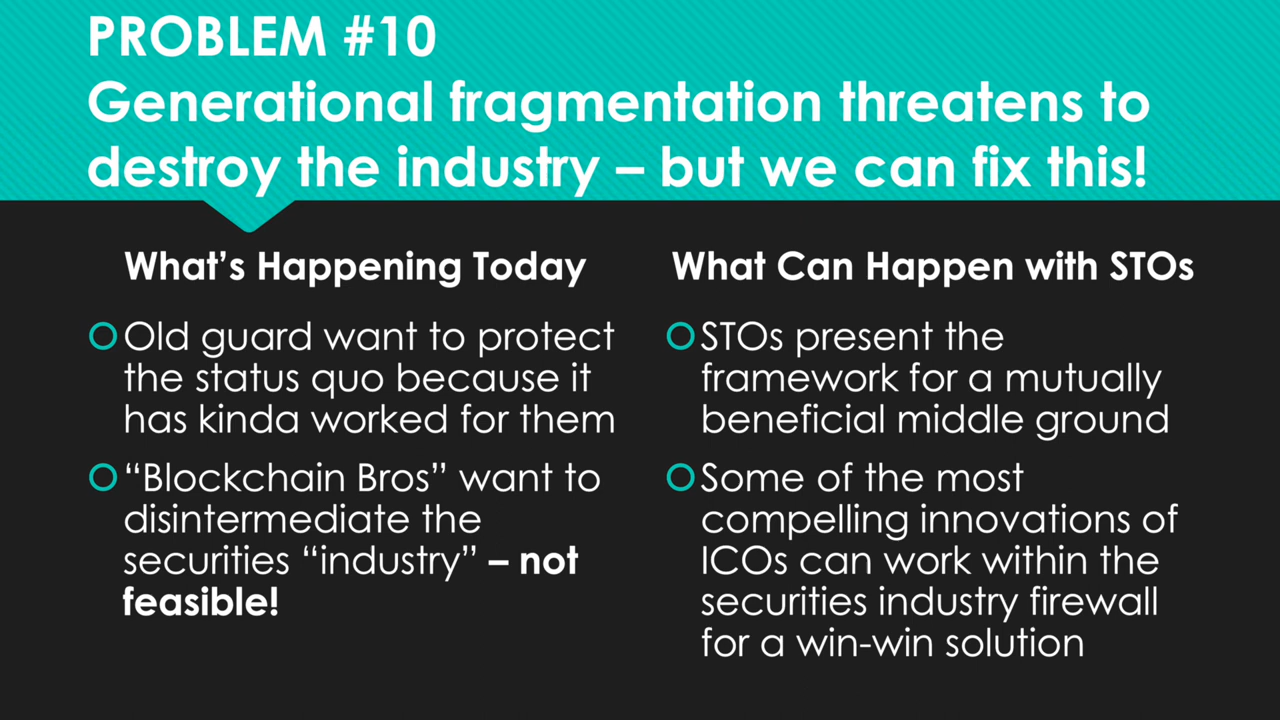 PROBLEM #10
Generational fragmentation threatens to
destroy the industry – but we can fix this!
What’s Happening Today
Old guard want to protect
the status quo because it
has kinda worked for them
“Blockchain Bros” want to
disintermediate the
securities “industry” – not
feasible!
What Can Happen with STOs
STOs present the
framework for a mutually
beneficial middle ground
Some of the most
compelling innovations of
ICOs can work within the
securities industry firewall
for a win-win solution